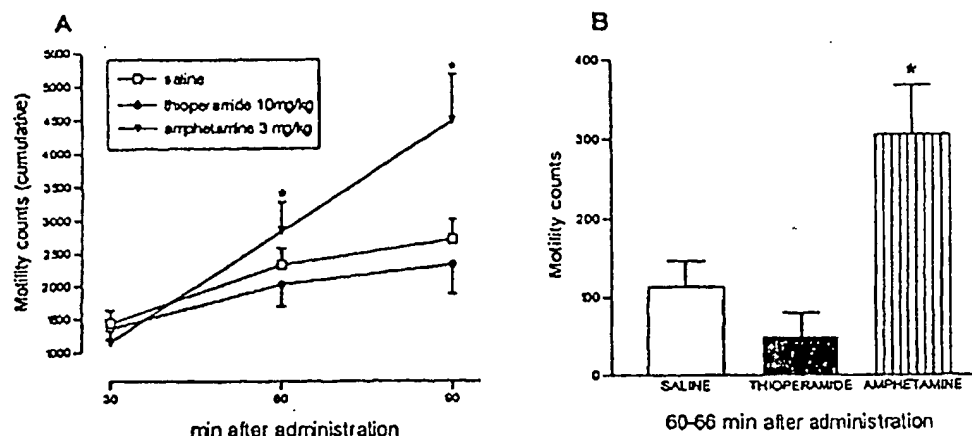 A
Motility counts (cumulative)
5500
5000
4500
4000
3500
3000
2500
2000
1500
1000
saline
thioperamide 10mg/kg
amphetamine 3 mg/kg
*
*
30
60
90
min after administration
B
Motility counts
400
300
200
100
0
*
SALINE
THIOPERAMIDE
AMPHETAMINE
60-66 min after administration